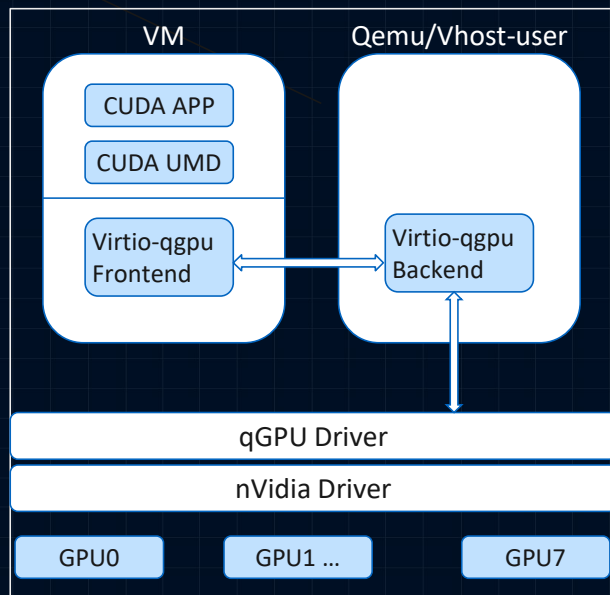 VM
Qemu/Vhost-user
CUDA APP
CUDA UMD
Virtio-qgpu
Frontend
Virtio-qgpu
Backend
qGPU Driver
nVidia Driver
GPU0
GPU1 ...
GPU7